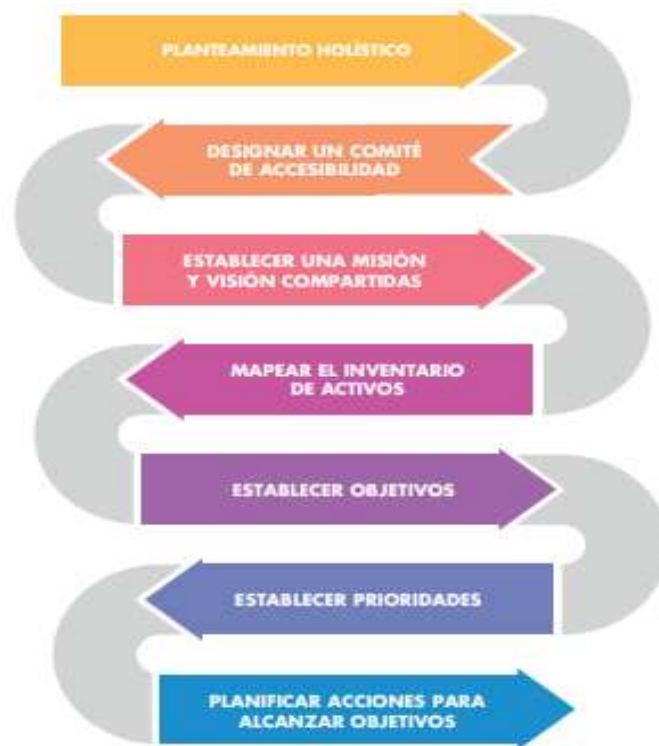 PLANTEAMIENTO HOLÍSTICO
DESIGNAR UN COMITÉ
DE ACCESIBILIDAD
ESTABLECER UNA MISIÓN
Y VISIÓN COMPARTIDAS
MAPEAR EL INVENTARIO
DE ACTIVOS
ESTABLECER OBJETIVOS
ESTABLECER PRIORIDADES
PLANIFICAR ACCIONES PARA
ALCANZAR OBJETIVOS